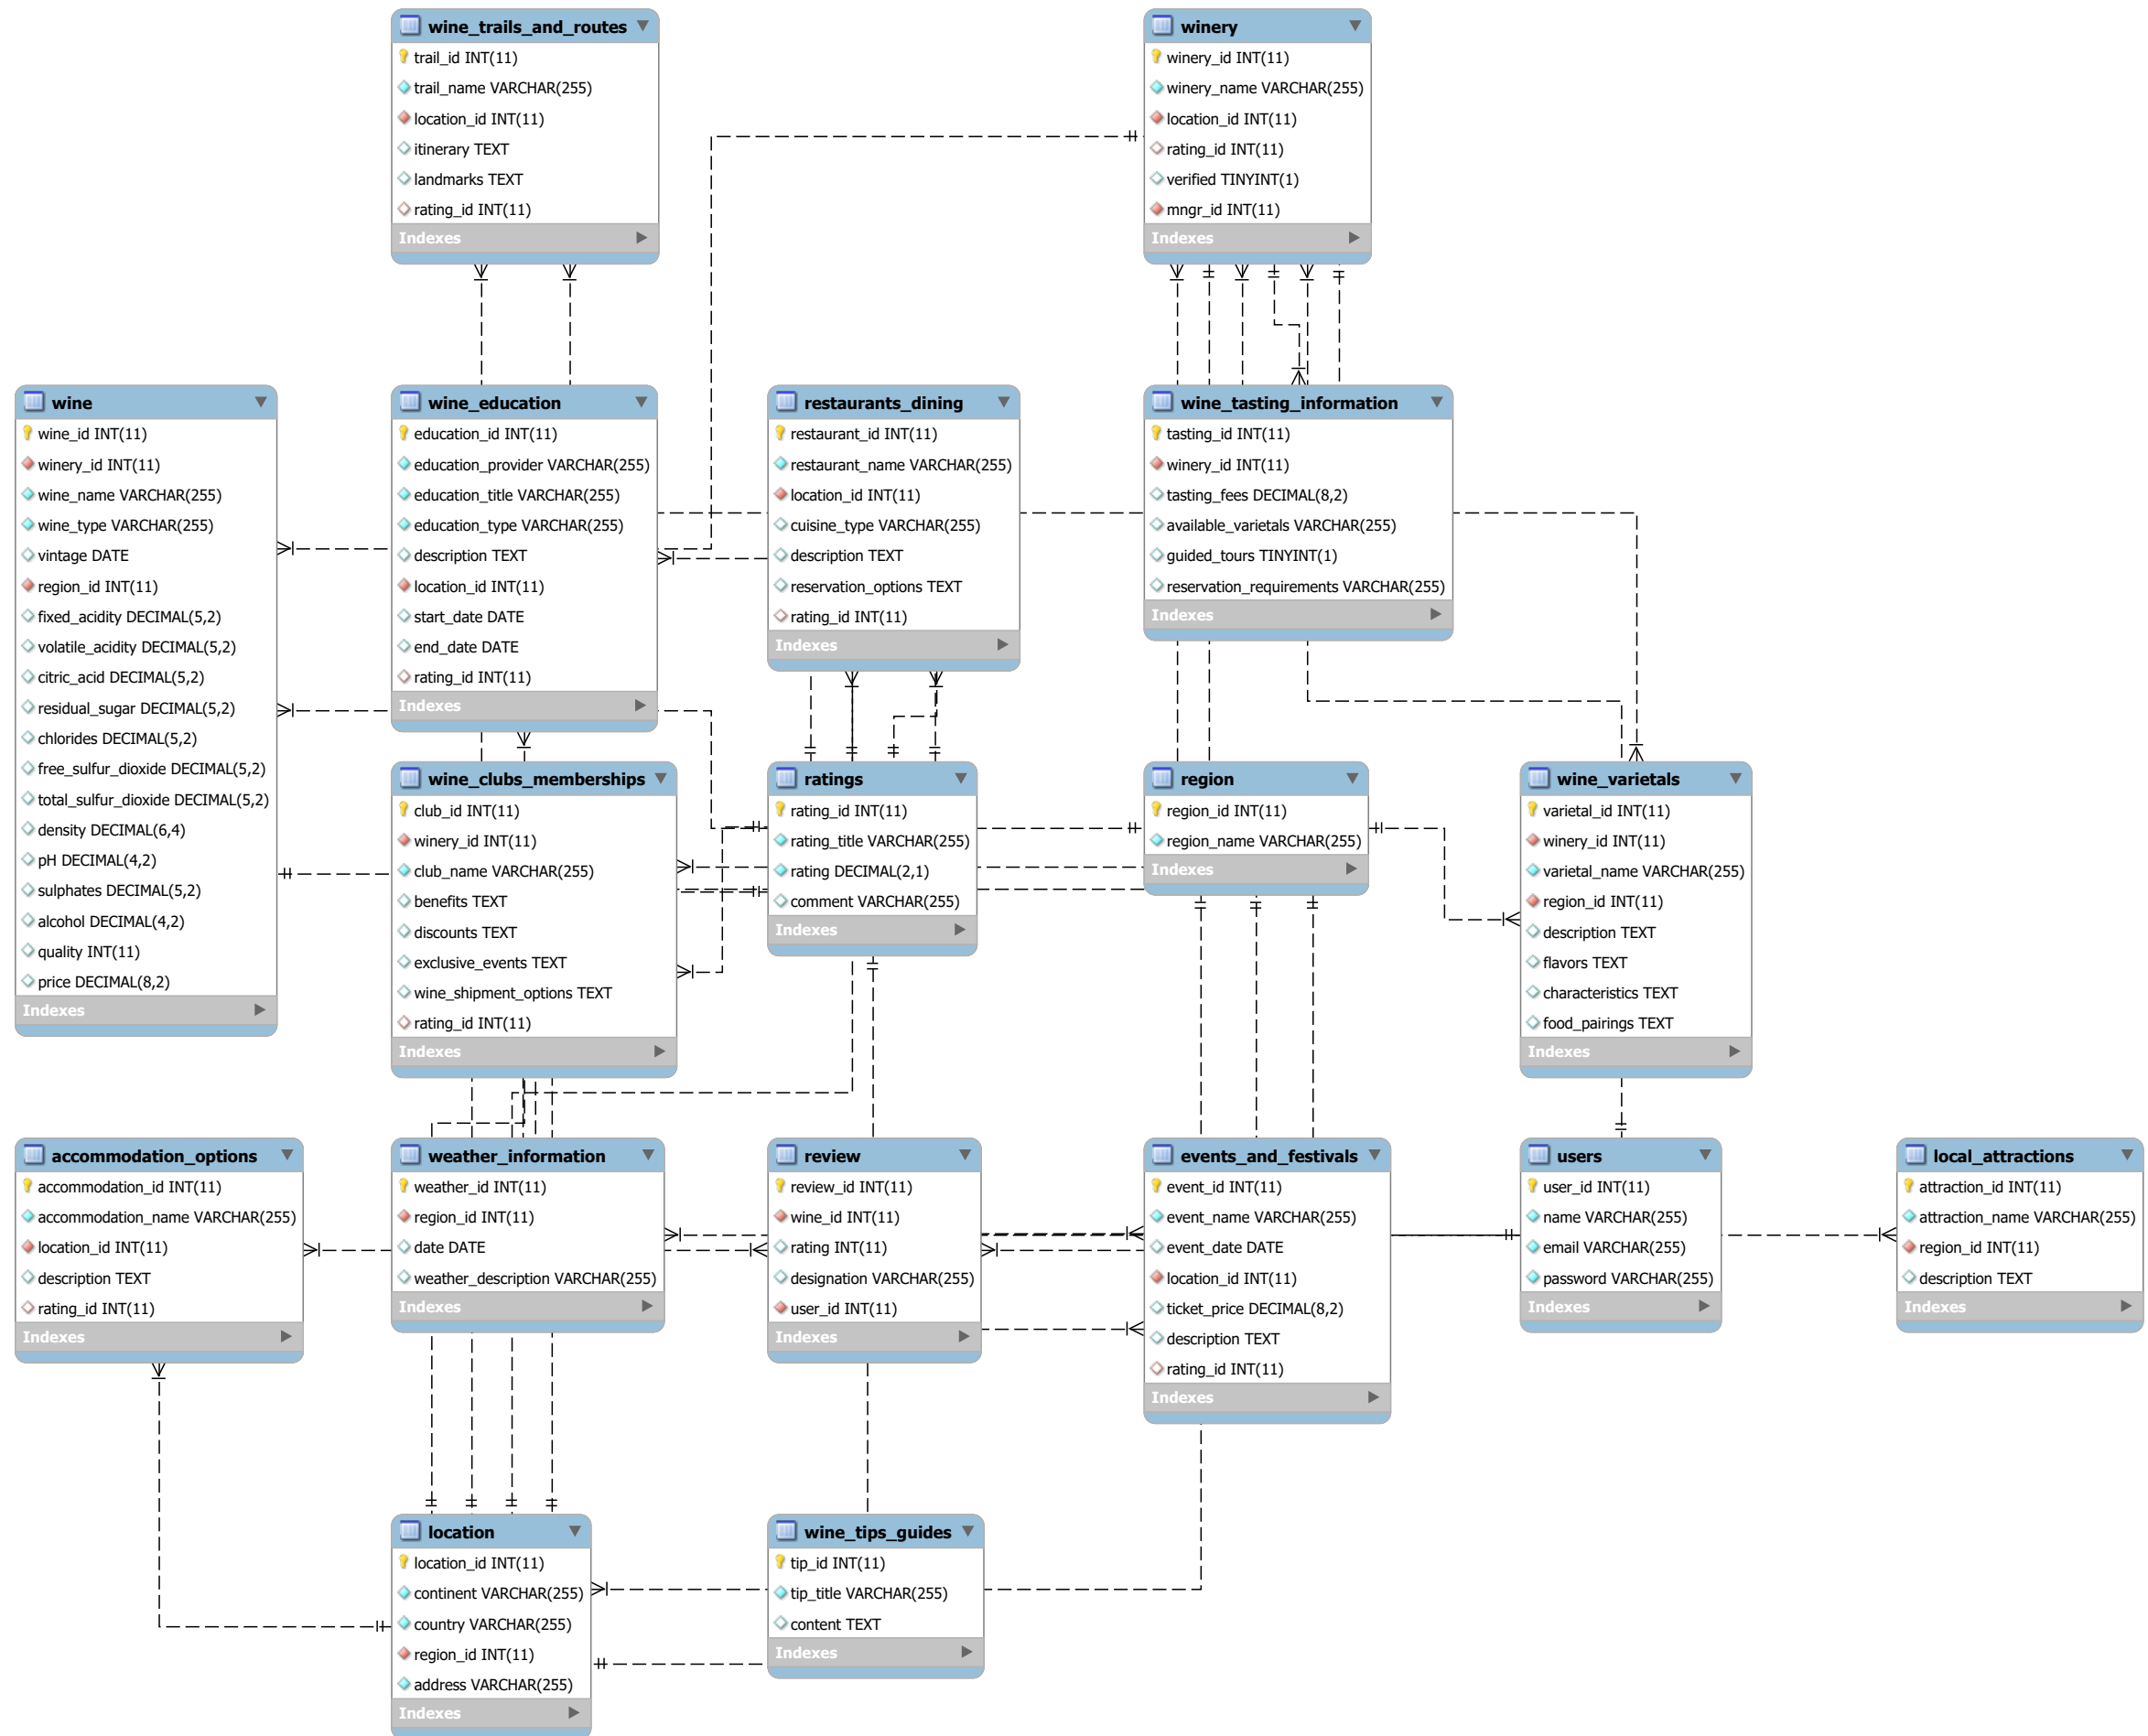 wine_trails_and_routes
trail_id INT(11)
trail_name VARCHAR(255)
location_id INT(11)
itinerary TEXT
landmarks TEXT
rating_id INT(11)
Indexes
winery
winery_id INT(11)
winery_name VARCHAR(255)
location_id INT(11)
rating_id INT(11)
verified TINYINT(1)
mngr_id INT(11)
Indexes
wine
wine_id INT(11)
winery_id INT(11)
wine_name VARCHAR(255)
wine_type VARCHAR(255)
vintage DATE
region_id INT(11)
fixed_acidity DECIMAL(5,2)
volatile_acidity DECIMAL(5,2)
citric_acid DECIMAL(5,2)
residual_sugar DECIMAL(5,2)
chlorides DECIMAL(5,2)
free_sulfur_dioxide DECIMAL(5,2)
total_sulfur_dioxide DECIMAL(5,2)
density DECIMAL(6,4)
pH DECIMAL(4,2)
sulphates DECIMAL(5,2)
alcohol DECIMAL(4,2)
quality INT(11)
price DECIMAL(8,2)
Indexes
wine_education
education_id INT(11)
education_provider VARCHAR(255)
education_title VARCHAR(255)
education_type VARCHAR(255)
description TEXT
location_id INT(11)
start_date DATE
end_date DATE
rating_id INT(11)
Indexes
restaurants_dining
restaurant_id INT(11)
restaurant_name VARCHAR(255)
location_id INT(11)
cuisine_type VARCHAR(255)
description TEXT
reservation_options TEXT
rating_id INT(11)
Indexes
wine_tasting_information
tasting_id INT(11)
winery_id INT(11)
tasting_fees DECIMAL(8,2)
available_varietals VARCHAR(255)
guided_tours TINYINT(1)
reservation_requirements VARCHAR(255)
Indexes
wine_clubs_memberships
club_id INT(11)
winery_id INT(11)
club_name VARCHAR(255)
benefits TEXT
discounts TEXT
exclusive_events TEXT
wine_shipment_options TEXT
rating_id INT(11)
Indexes
ratings
rating_id INT(11)
rating_title VARCHAR(255)
rating DECIMAL(2,1)
comment VARCHAR(255)
Indexes
region
region_id INT(11)
region_name VARCHAR(255)
Indexes
wine_varietals
varietal_id INT(11)
winery_id INT(11)
varietal_name VARCHAR(255)
region_id INT(11)
description TEXT
flavors TEXT
characteristics TEXT
food_pairings TEXT
Indexes
accommodation_options
accommodation_id INT(11)
accommodation_name VARCHAR(255)
location_id INT(11)
description TEXT
rating_id INT(11)
Indexes
weather_information
weather_id INT(11)
region_id INT(11)
date DATE
weather_description VARCHAR(255)
Indexes
review
review_id INT(11)
wine_id INT(11)
rating INT(11)
designation VARCHAR(255)
user_id INT(11)
Indexes
events_and_festivals
event_id INT(11)
event_name VARCHAR(255)
event_date DATE
location_id INT(11)
ticket_price DECIMAL(8,2)
description TEXT
rating_id INT(11)
Indexes
users
user_id INT(11)
name VARCHAR(255)
email VARCHAR(255)
password VARCHAR(255)
Indexes
local_attractions
attraction_id INT(11)
attraction_name VARCHAR(255)
region_id INT(11)
description TEXT
Indexes
location
location_id INT(11)
continent VARCHAR(255)
country VARCHAR(255)
region_id INT(11)
address VARCHAR(255)
Indexes
wine_tips_guides
tip_id INT(11)
tip_title VARCHAR(255)
content TEXT
Indexes